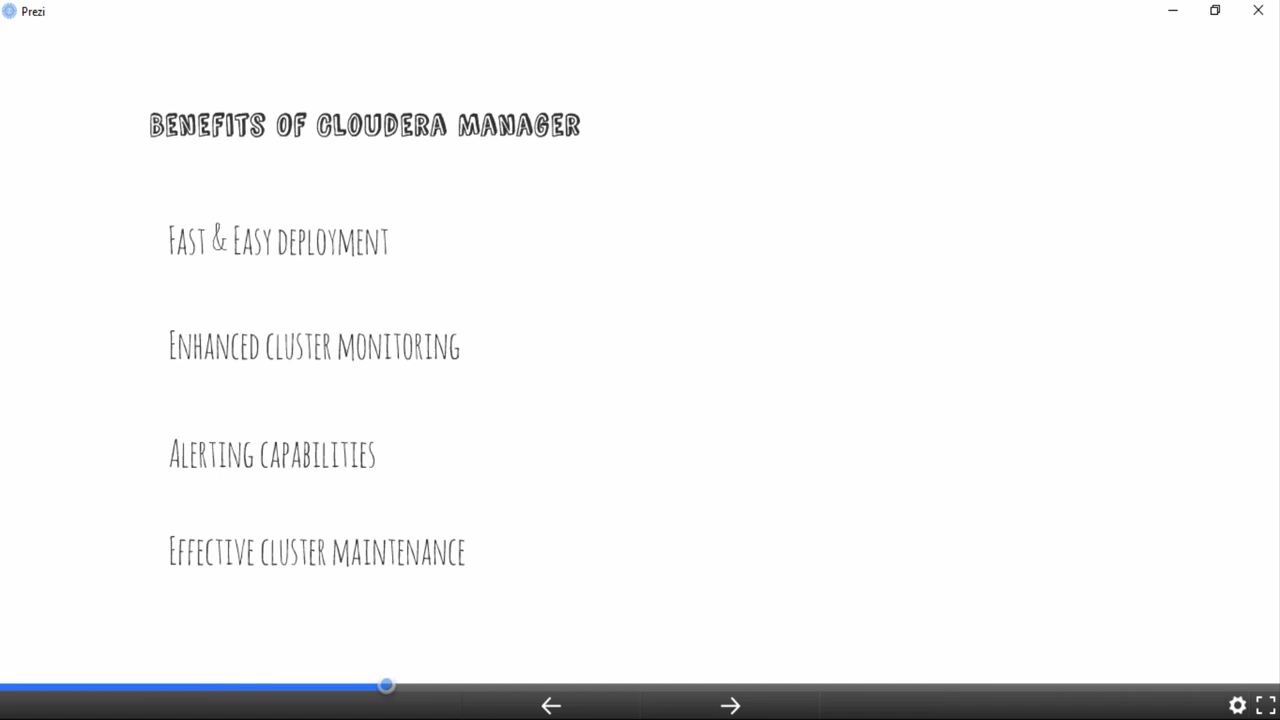 Prezi
BENEFITS OF CLOUDERA MANAGER
FAST & EASY DEPLOYMENT
ENHANCED CLUSTER MONITORING
ALERTING CAPABILITIES
EFFECTIVE CLUSTER MAINTENANCE